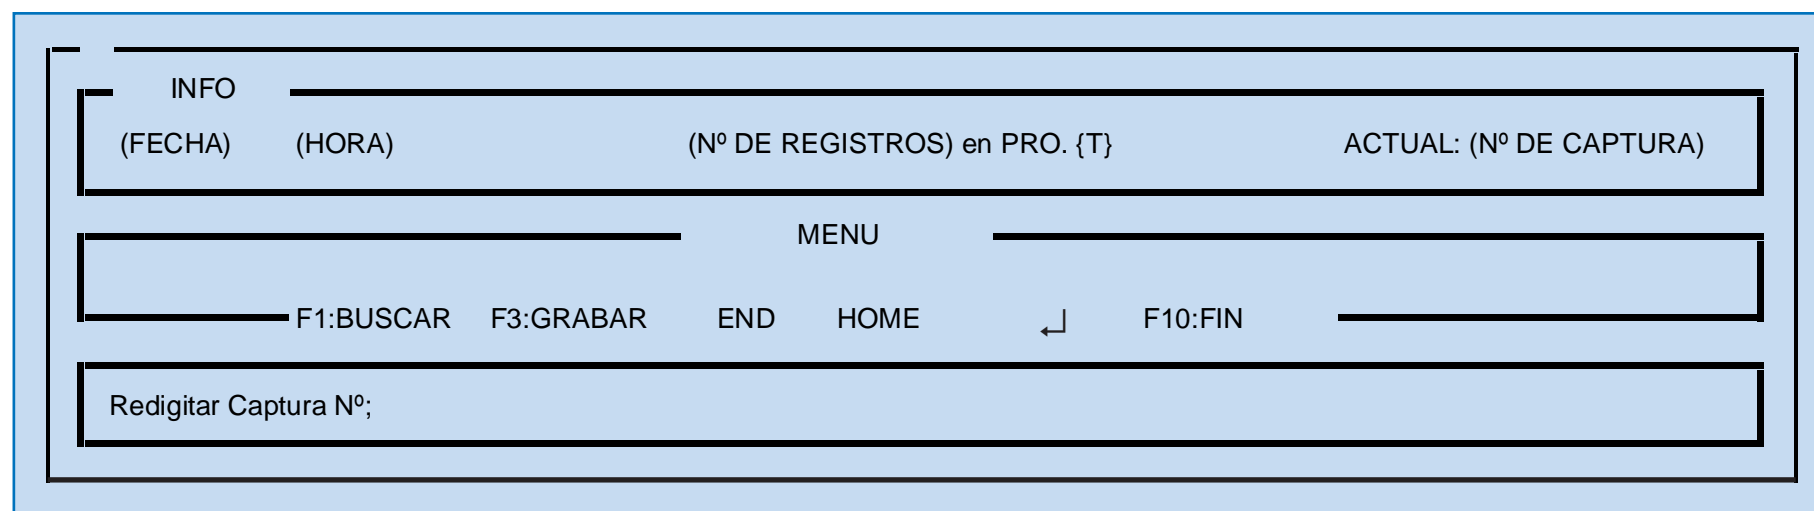 INFO
(FECHA) (HORA) (Nº DE REGISTROS) en PRO. {T} ACTUAL: (Nº DE CAPTURA)
MENU
F1:BUSCAR F3:GRABAR END HOME ↵ F10:FIN
Redigitar Captura Nº;